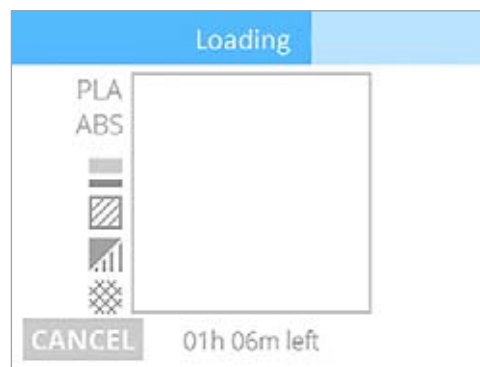 Loading
PLA
ABS
CANCEL
01h 06m left